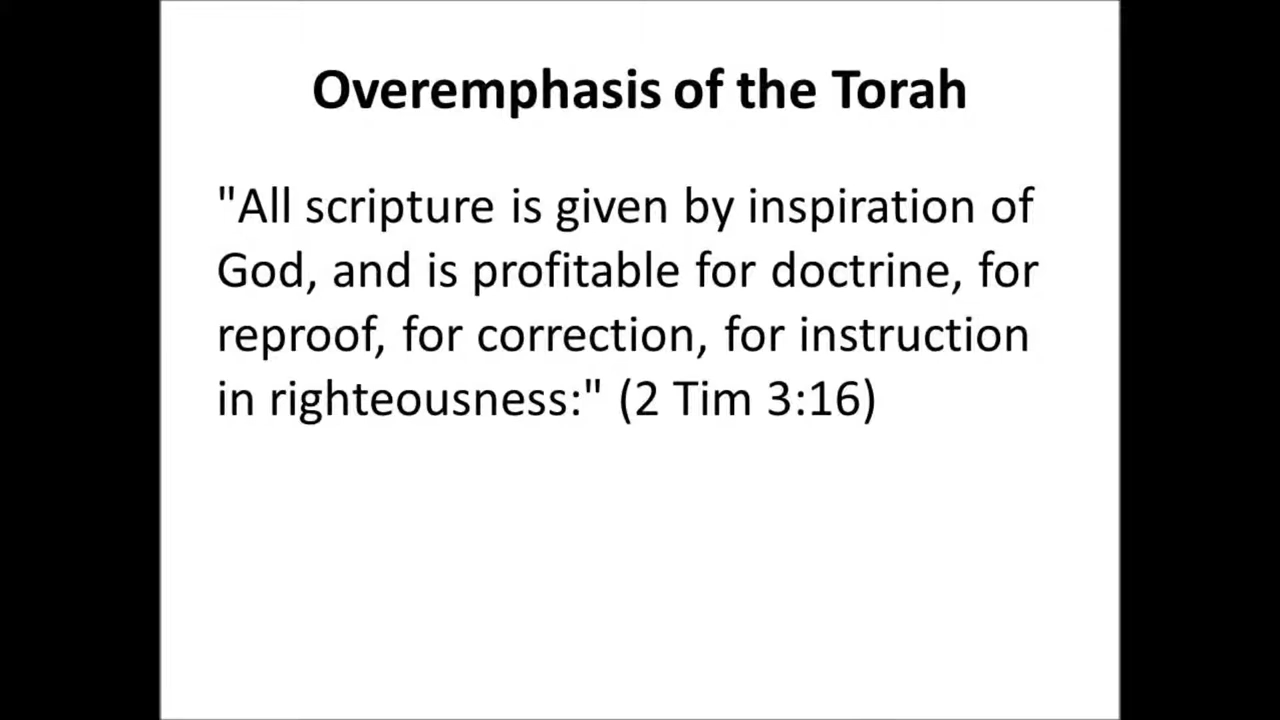 Overemphasis of the Torah
"All scripture is given by inspiration of
God, and is profitable for doctrine, for
reproof, for correction, for instruction
in righteousness:" (2 Tim 3:16)